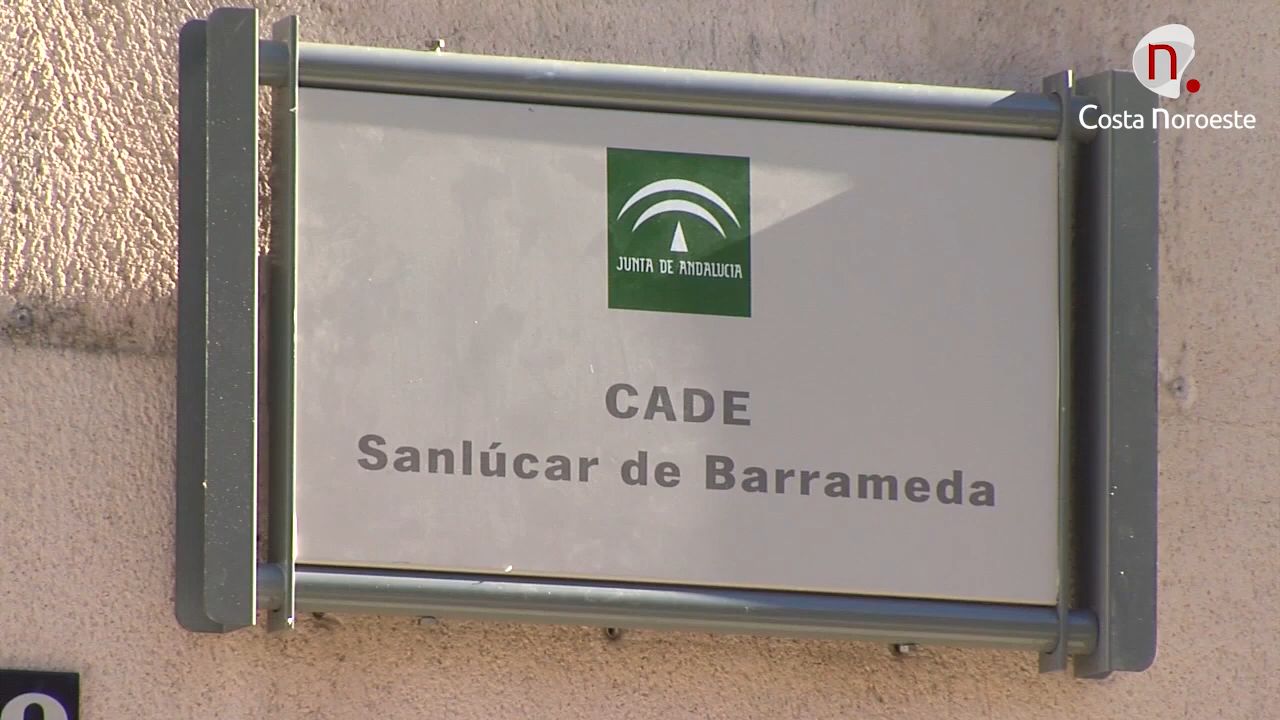 n.
Costa Noroeste
JUNTA DE ANDALUCIA
CADE
Sanlúcar de Barrameda